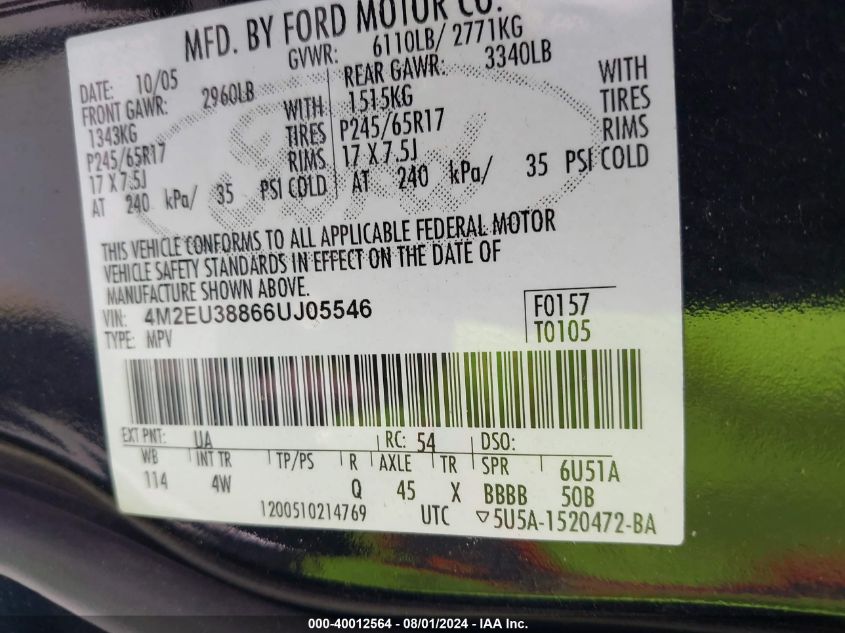 MFD. BY FORD MOTOR CO.
DATE: 10/05 GVWR: 6110LB/ 2771KG
FRONT GAWR: 2960LB REAR GAWR: 3340LB
1343KG WITH 1515KG WITH
P245/65R17 TIRES P245/65R17 TIRES
17 X 7.5J RIMS 17 X 7.5J RIMS
AT 240 kPa/ 35 PSI COLD AT 240 kPa/ 35 PSI COLD
THIS VEHICLE CONFORMS TO ALL APPLICABLE FEDERAL MOTOR
VEHICLE SAFETY STANDARDS IN EFFECT ON THE DATE OF
MANUFACTURE SHOWN ABOVE.
VIN: 4M2EU38866UJ05546 F0157
TYPE: MPV T0105
EXT PNT: UA RC: 54 DSO:
WB INT TR TP/PS R AXLE TR SPR 6U51A
114 4W Q 45 X BBBB 50B
1200510214769 UTC ▽5U5A-1520472-BA
000-40012564 - 08/01/2024 - IAA Inc.